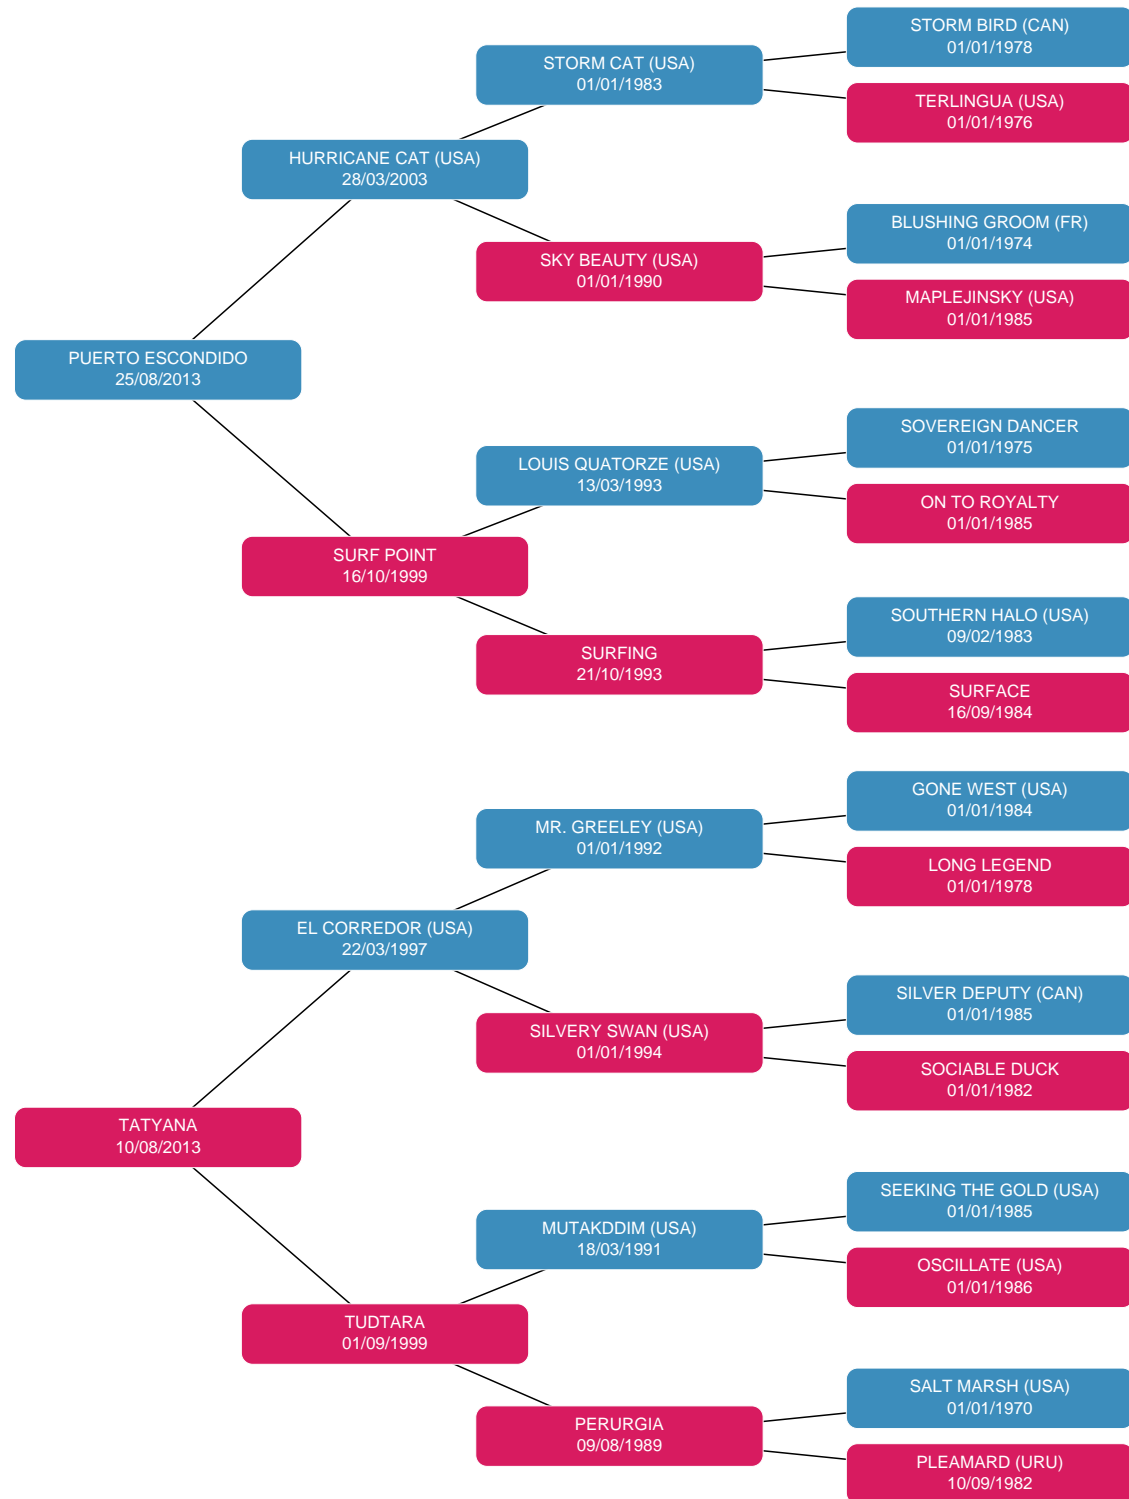 STORM BIRD (CAN)
01/01/1978
STORM CAT (USA)
01/01/1983
TERLINGUA (USA)
01/01/1976
HURRICANE CAT (USA)
28/03/2003
BLUSHING GROOM (FR)
01/01/1974
SKY BEAUTY (USA)
01/01/1990
MAPLEJINSKY (USA)
01/01/1985
PUERTO ESCONDIDO
25/08/2013
SOVEREIGN DANCER
01/01/1975
LOUIS QUATORZE (USA)
13/03/1993
ON TO ROYALTY
01/01/1985
SURF POINT
16/10/1999
SOUTHERN HALO (USA)
09/02/1983
SURFING
21/10/1993
SURFACE
16/09/1984
GONE WEST (USA)
01/01/1984
MR. GREELEY (USA)
01/01/1992
LONG LEGEND
01/01/1978
EL CORREDOR (USA)
22/03/1997
SILVER DEPUTY (CAN)
01/01/1985
SILVERY SWAN (USA)
01/01/1994
SOCIABLE DUCK
01/01/1982
TATYANA
10/08/2013
SEEKING THE GOLD (USA)
01/01/1985
MUTAKDDIM (USA)
18/03/1991
OSCILLATE (USA)
01/01/1986
TUDTARA
01/09/1999
SALT MARSH (USA)
01/01/1970
PERURGIA
09/08/1989
PLEAMARD (URU)
10/09/1982